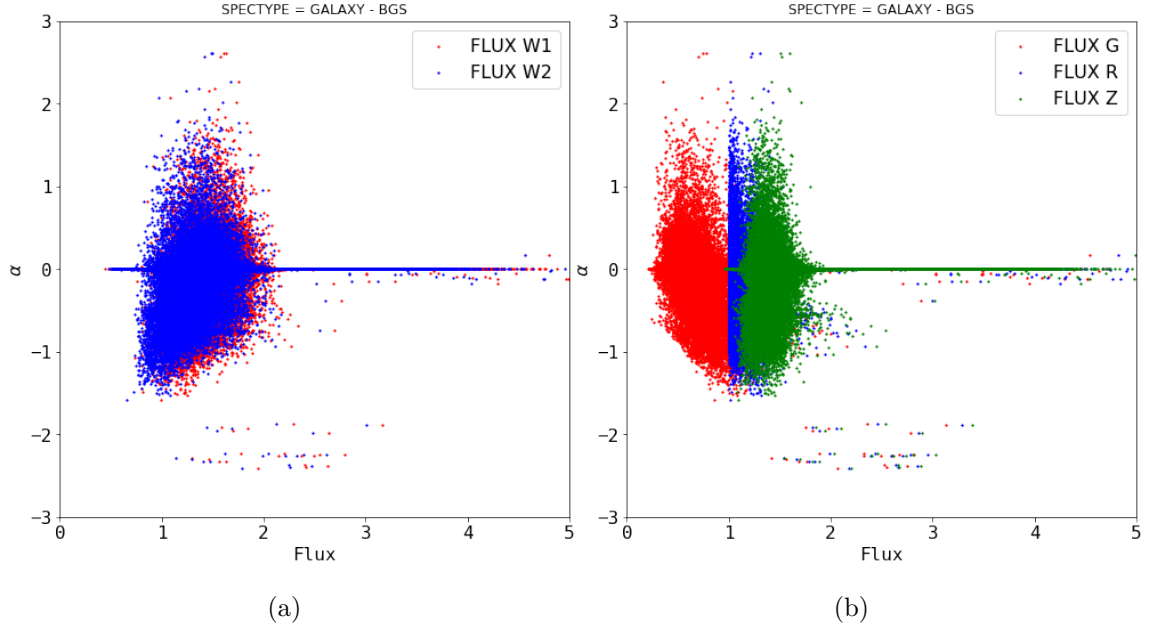 SPECTYPE = GALAXY - BGS
3
2
1
0
−1
−2
−3
α
FLUX W1
FLUX W2
0 1 2 3 4 5
Flux
(a)
SPECTYPE = GALAXY - BGS
3
2
1
0
−1
−2
−3
α
FLUX G
FLUX R
FLUX Z
0 1 2 3 4 5
Flux
(b)